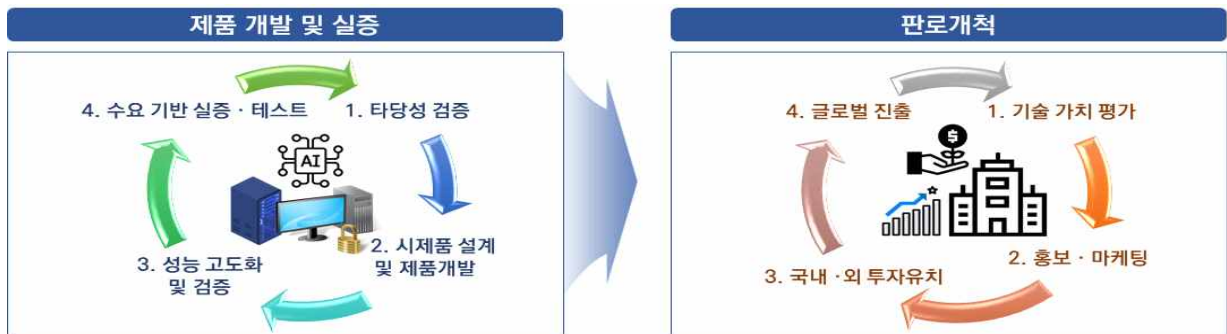 제품 개발 및 실증
4. 수요 기반 실증 · 테스트
1. 타당성 검증
AI
2. 시제품 설계
및 제품개발
3. 성능 고도화
및 검증
판로개척
4. 글로벌 진출
1. 기술 가치 평가
$
2. 홍보 · 마케팅
3. 국내 ·외 투자유치